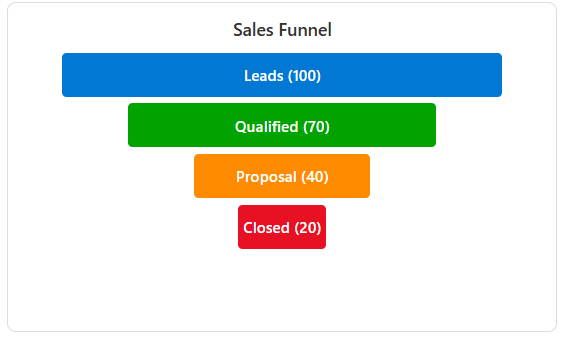 Sales Funnel
Leads (100)
Qualified (70)
Proposal (40)
Closed (20)